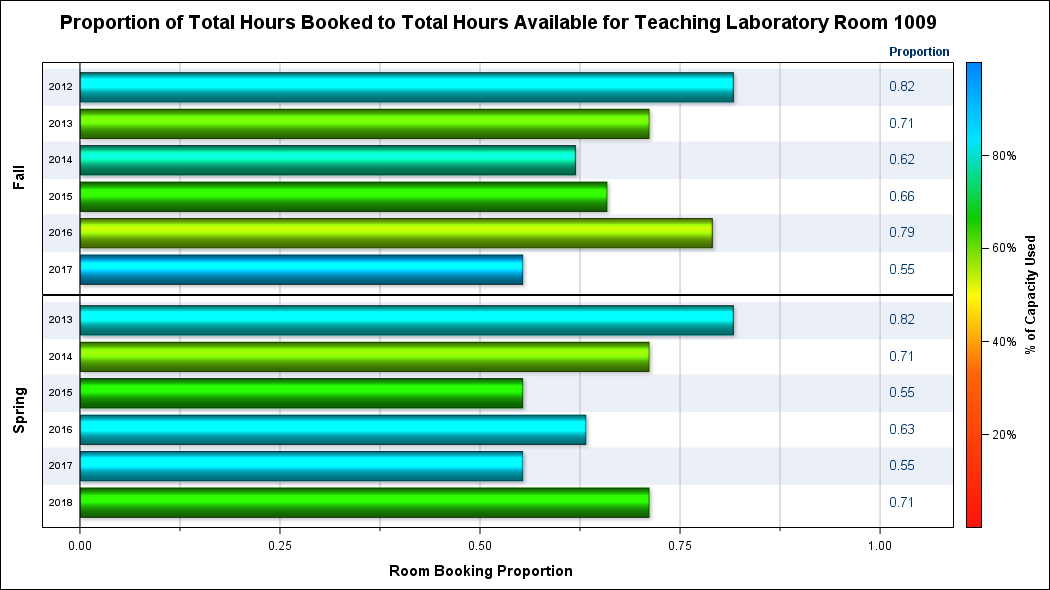 Proportion of Total Hours Booked to Total Hours Available for Teaching Laboratory Room 1009
Proportion
Fall
2012 0.82
2013 0.71
2014 0.62
2015 0.66
2016 0.79
2017 0.55
Spring
2013 0.82
2014 0.71
2015 0.55
2016 0.63
2017 0.55
2018 0.71
0.00 0.25 0.50 0.75 1.00
Room Booking Proportion
80%
60%
40%
20%
% of Capacity Used